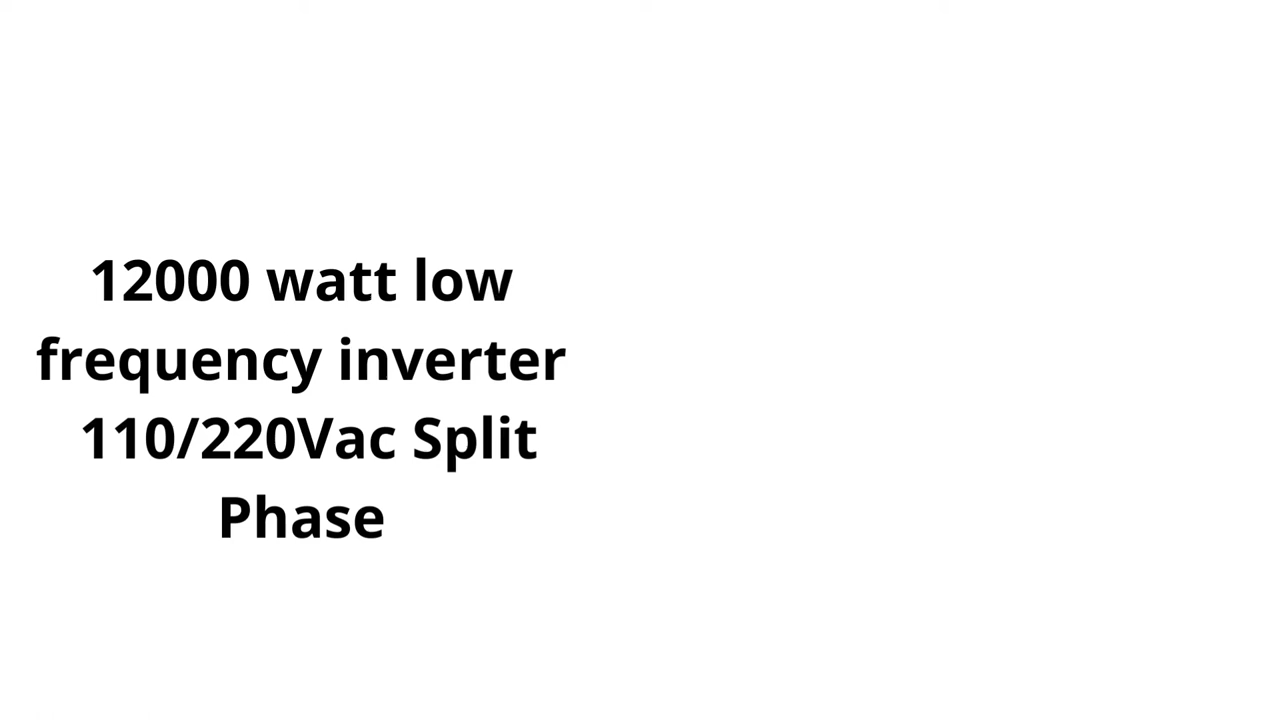 12000 watt low
frequency inverter
110/220Vac Split
Phase